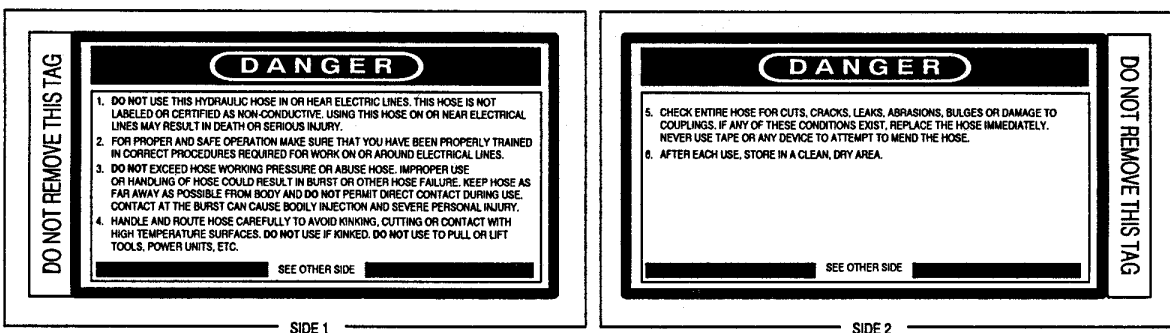 DO NOT REMOVE THIS TAG
DANGER
1. DO NOT USE THIS HYDRAULIC HOSE IN OR HEAR ELECTRIC LINES. THIS HOSE IS NOT
LABELED OR CERTIFIED AS NON-CONDUCTIVE. USING THIS HOSE ON OR NEAR ELECTRICAL
LINES MAY RESULT IN DEATH OR SERIOUS INJURY.
2. FOR PROPER AND SAFE OPERATION MAKE SURE THAT YOU HAVE BEEN PROPERLY TRAINED
IN CORRECT PROCEDURES REQUIRED FOR WORK ON OR AROUND ELECTRICAL LINES.
3. DO NOT EXCEED HOSE WORKING PRESSURE OR ABUSE HOSE. IMPROPER USE
OR HANDLING OF HOSE COULD RESULT IN BURST OR OTHER HOSE FAILURE. KEEP HOSE AS
FAR AWAY AS POSSIBLE FROM BODY AND DO NOT PERMIT DIRECT CONTACT DURING USE.
CONTACT AT THE BURST CAN CAUSE BODILY INJECTION AND SEVERE PERSONAL INJURY.
4. HANDLE AND ROUTE HOSE CAREFULLY TO AVOID KINKING, CUTTING OR CONTACT WITH
HIGH TEMPERATURE SURFACES. DO NOT USE IF KINKED. DO NOT USE TO PULL OR LIFT
TOOLS, POWER UNITS, ETC.
SEE OTHER SIDE
SIDE 1
DANGER
5. CHECK ENTIRE HOSE FOR CUTS, CRACKS, LEAKS, ABRASIONS, BULGES OR DAMAGE TO
COUPLINGS. IF ANY OF THESE CONDITIONS EXIST, REPLACE THE HOSE IMMEDIATELY.
NEVER USE TAPE OR ANY DEVICE TO ATTEMPT TO MEND THE HOSE.
6. AFTER EACH USE, STORE IN A CLEAN, DRY AREA.
SEE OTHER SIDE
DO NOT REMOVE THIS TAG
SIDE 2